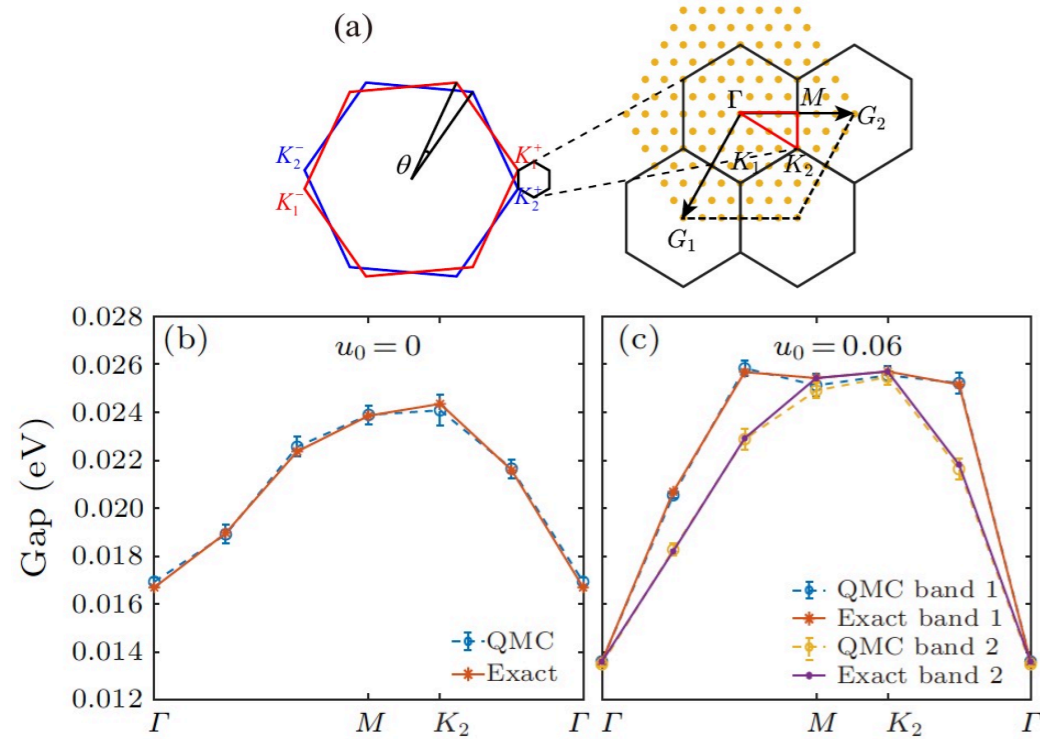 (a)
θ
K₂⁻
K₁⁻
K₁⁺
K₂⁺
Γ
M
G₂
K₁
K₂
G₁
Gap (eV)
0.028
0.026
0.024
0.022
0.020
0.018
0.016
0.014
0.012
(b)
u₀ = 0
QMC
Exact
Γ
M
K₂
Γ
(c)
u₀ = 0.06
QMC band 1
Exact band 1
QMC band 2
Exact band 2
Γ
M
K₂
Γ